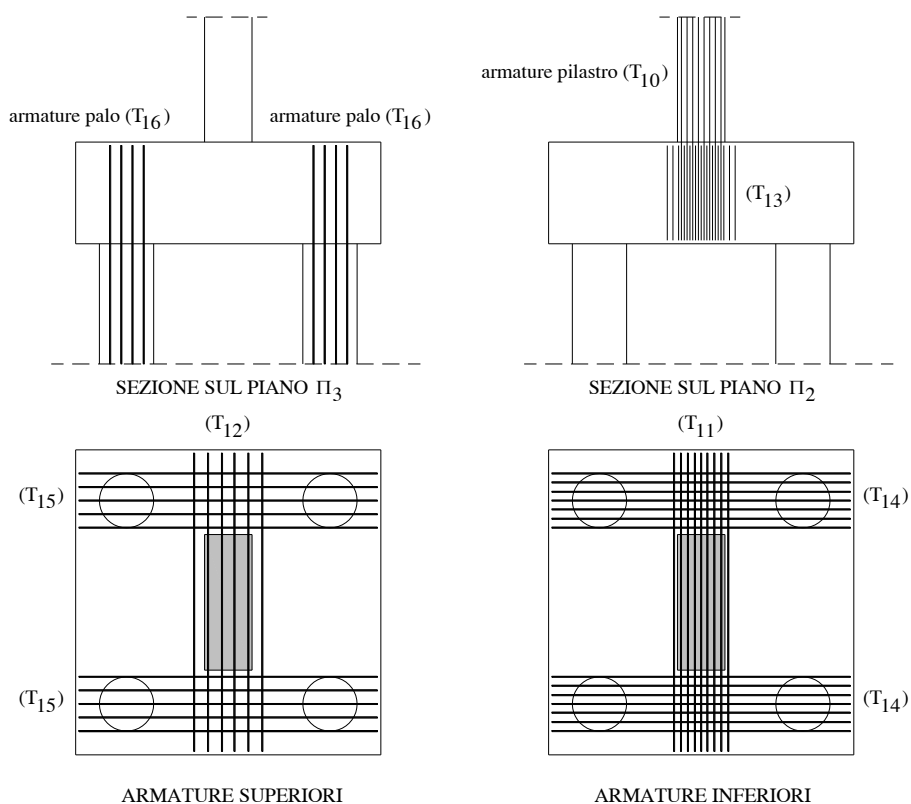 armature pilastro (T10)
armature palo (T16)
armature palo (T16)
(T13)
SEZIONE SUL PIANO Π3
SEZIONE SUL PIANO Π2
(T12)
(T11)
(T15)
(T14)
(T15)
(T14)
ARMATURE SUPERIORI
ARMATURE INFERIORI